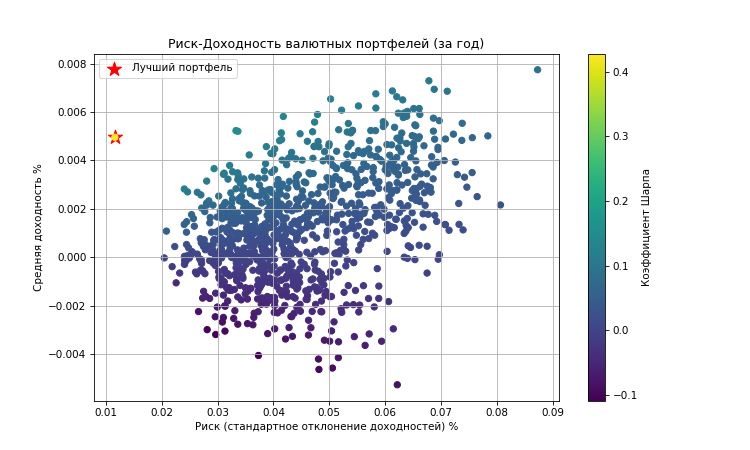 Риск-Доходность валютных портфелей (за год)
Лучший портфель
0.008
0.006
0.004
0.002
0.000
−0.002
−0.004
Средняя доходность %
0.01 0.02 0.03 0.04 0.05 0.06 0.07 0.08 0.09
Риск (стандартное отклонение доходностей) %
0.4
0.3
0.2
0.1
0.0
−0.1
Коэффициент Шарпа